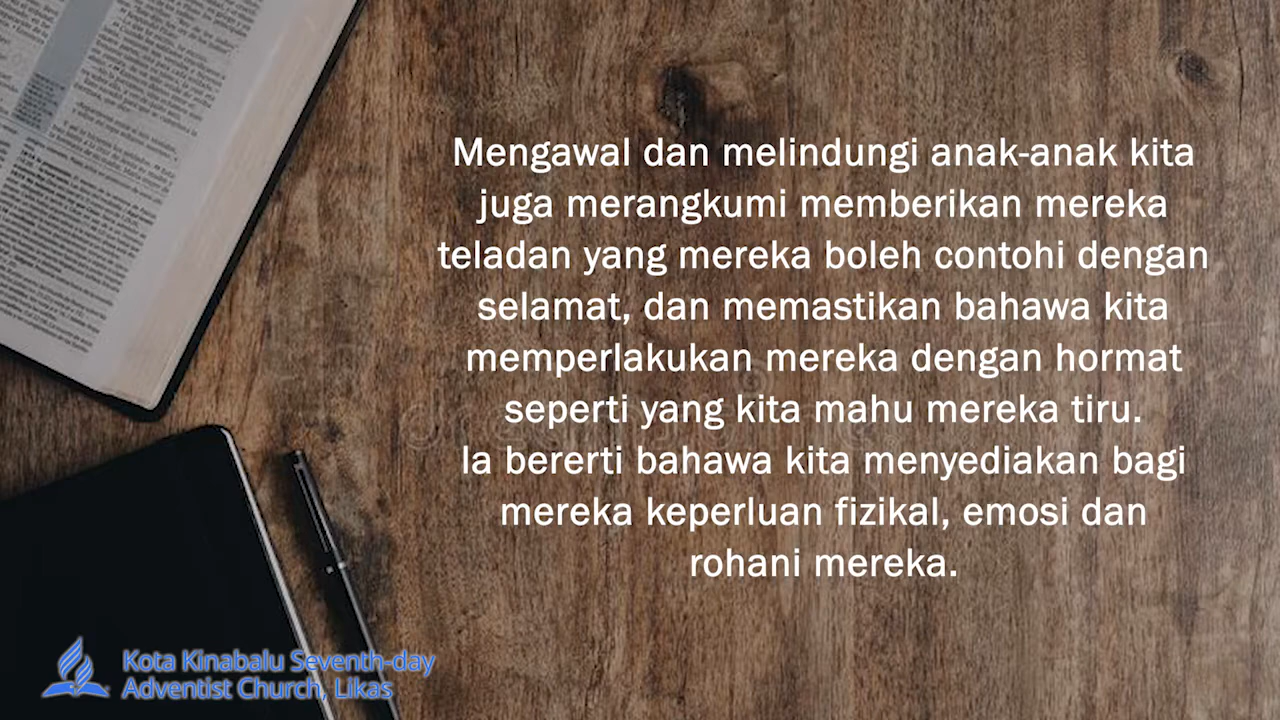 Mengawal dan melindungi anak-anak kita
juga merangkumi memberikan mereka
teladan yang mereka boleh contohi dengan
selamat, dan memastikan bahawa kita
memperlakukan mereka dengan hormat
seperti yang kita mahu mereka tiru.
Ia bererti bahawa kita menyediakan bagi
mereka keperluan fizikal, emosi dan
rohani mereka.
Kota Kinabalu Seventh-day
Adventist Church, Likas